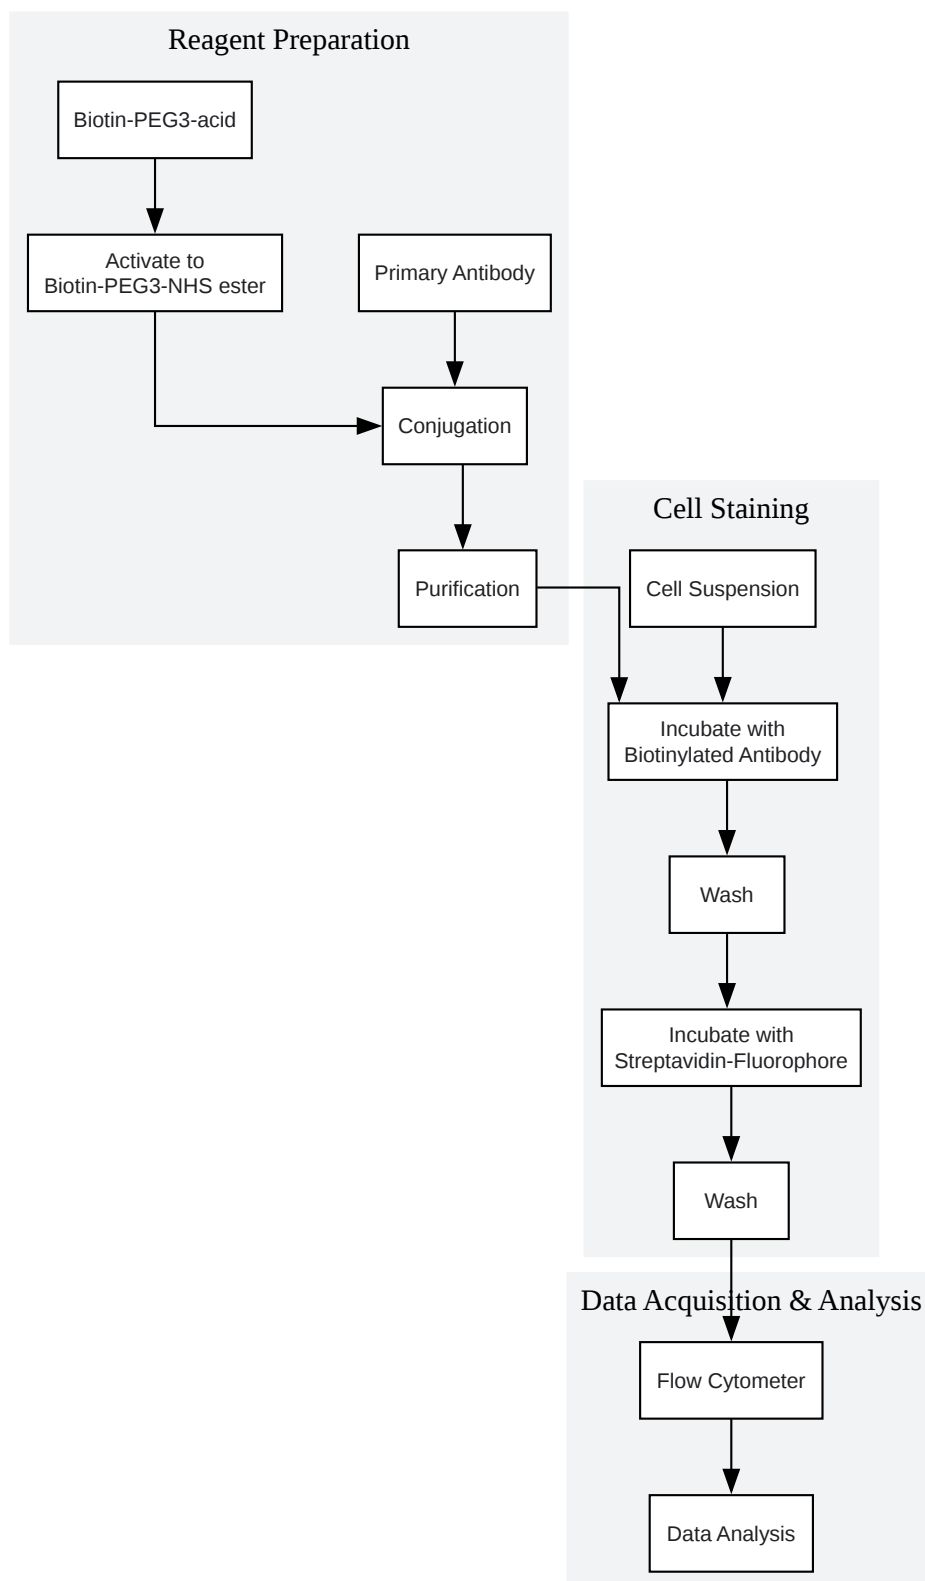 Reagent Preparation
Biotin-PEG3-acid
Activate to
Biotin-PEG3-NHS ester
Primary Antibody
Conjugation
Purification
Cell Staining
Cell Suspension
Incubate with
Biotinylated Antibody
Wash
Incubate with
Streptavidin-Fluorophore
Wash
Data Acquisition & Analysis
Flow Cytometer
Data Analysis